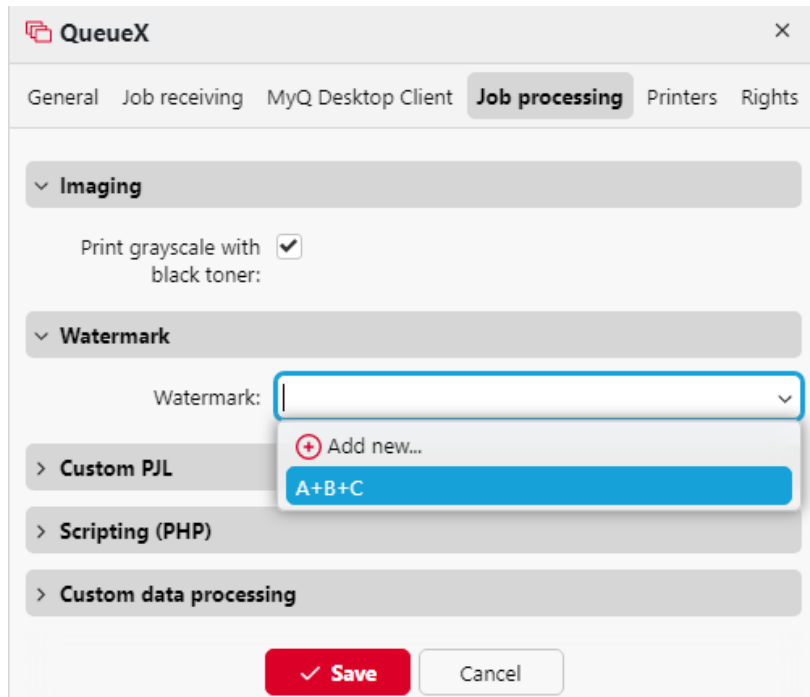 QueueX
General Job receiving MyQ Desktop Client Job processing Printers Rights
Imaging
Print grayscale with
black toner:
Watermark
Watermark:
Add new...
A+B+C
Custom PJL
Scripting (PHP)
Custom data processing
Save Cancel